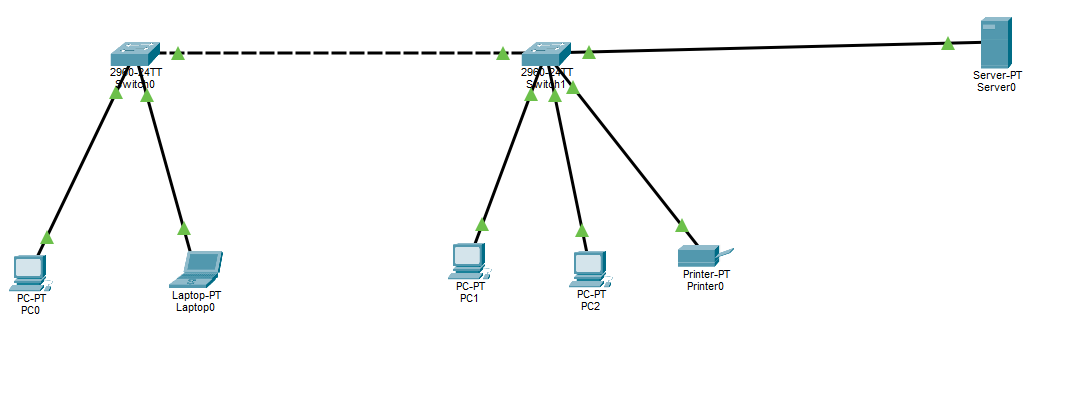 2960-24TT
Switch0
2960-24TT
Switch1
Server-PT
Server0
PC-PT
PC0
Laptop-PT
Laptop0
PC-PT
PC1
PC-PT
PC2
Printer-PT
Printer0